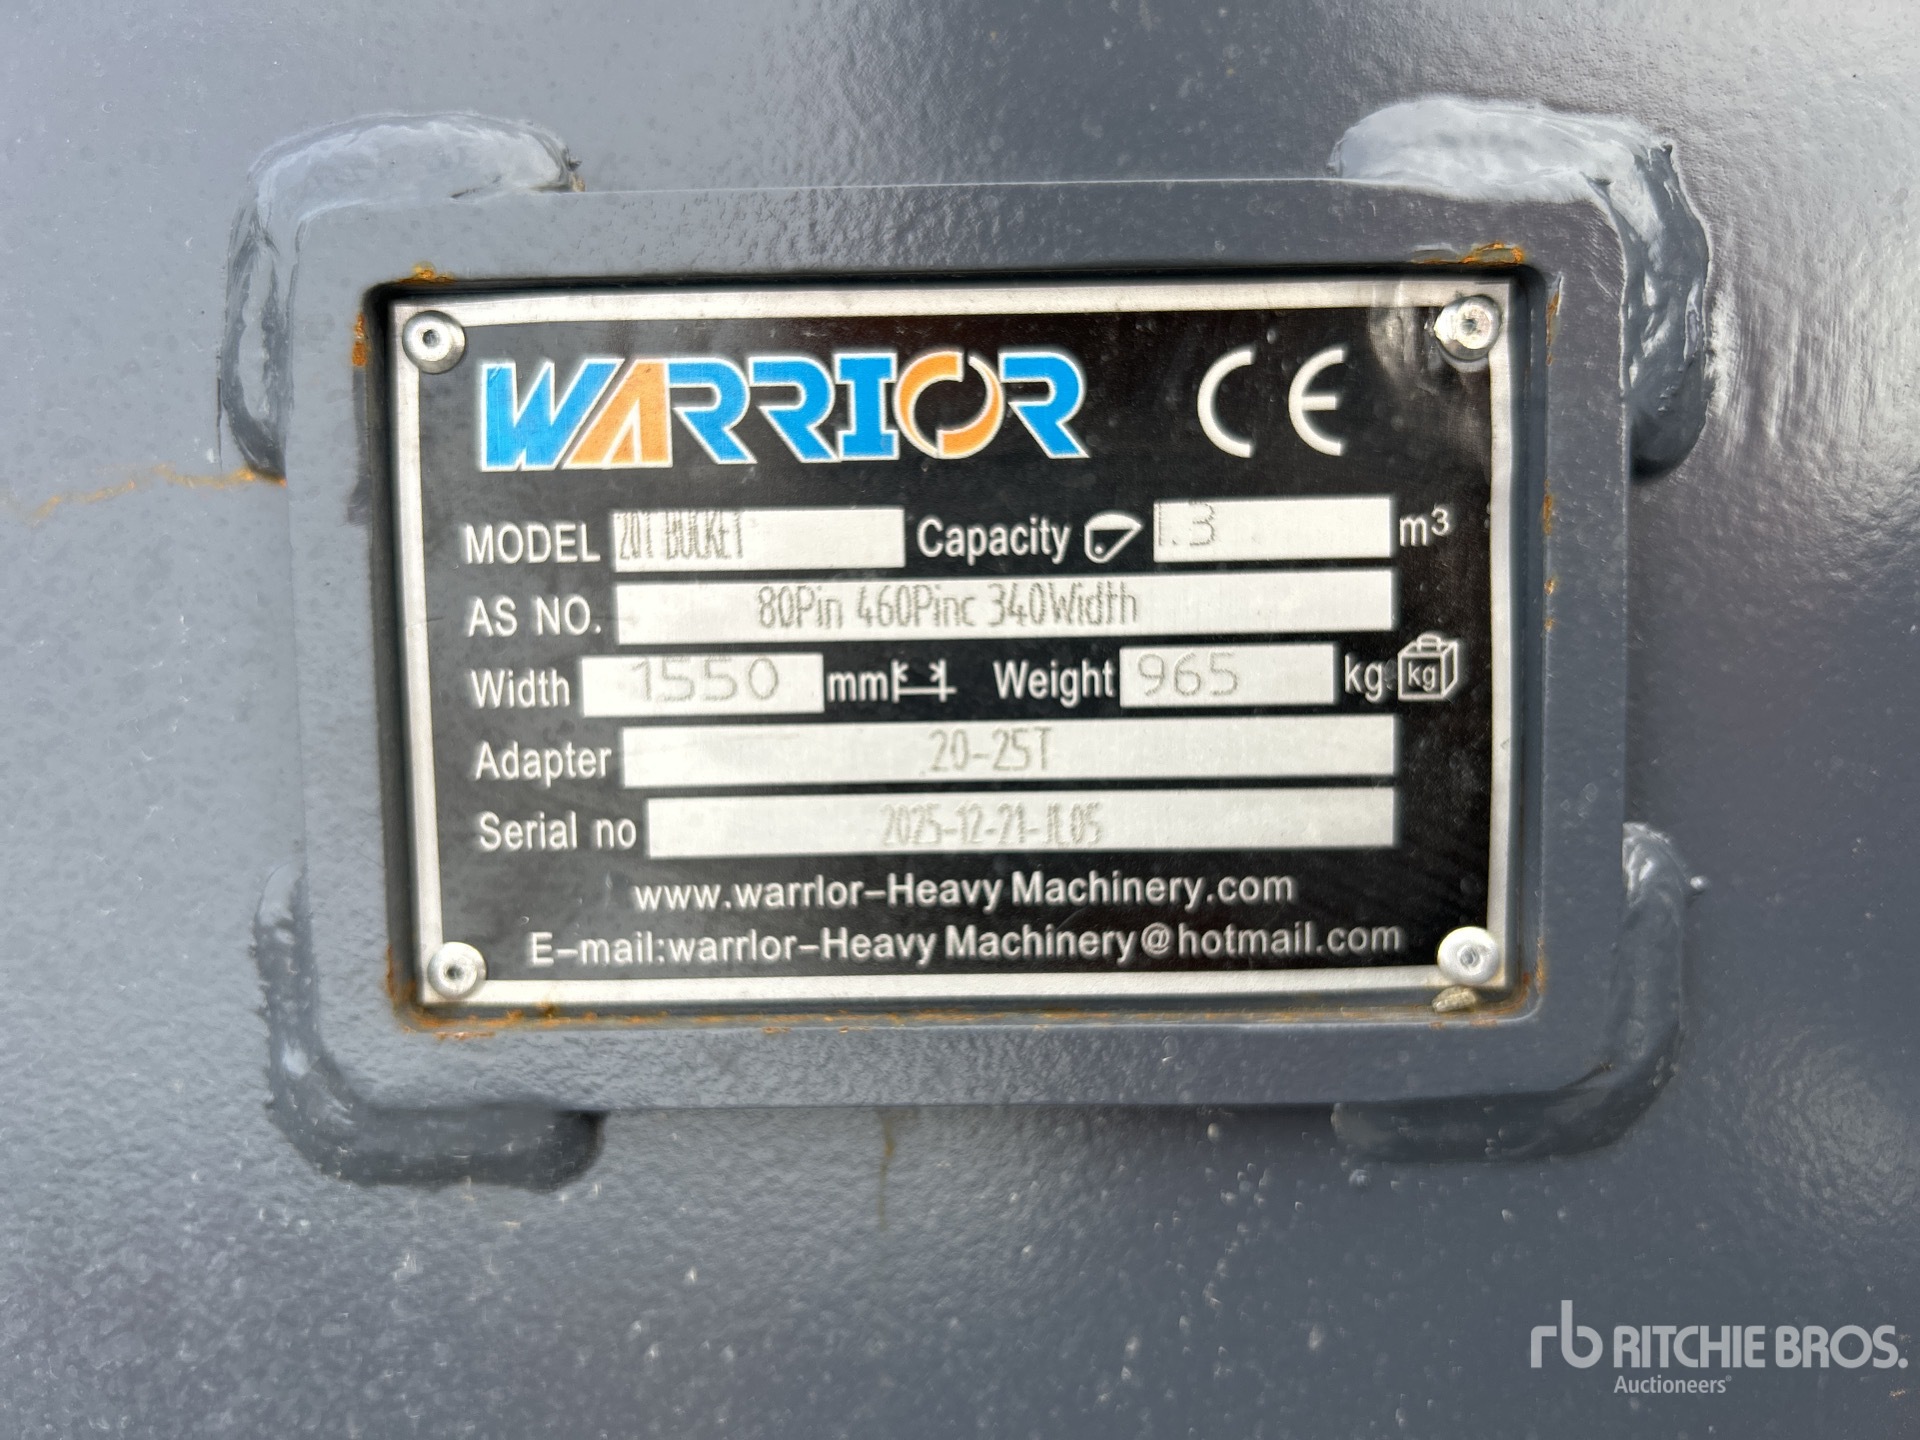 WARRIOR CE
MODEL 20T BUCKET Capacity 1.3 m³
AS NO. 80Pin 460Pinc 340Width
Width 1550 mm Weight 965 kg kg
Adapter 20-25T
Serial no 2025-12-21-JL05
www.warrlor-Heavy Machinery.com
E-mail:warrlor-Heavy Machinery@hotmail.com
rb RITCHIE BROS.
Auctioneers